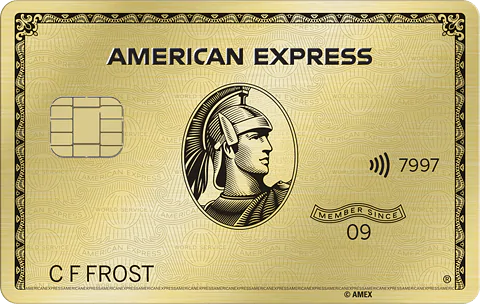 AMERICAN EXPRESS
7997
MEMBER SINCE
09
C F FROST
®
© AMEX